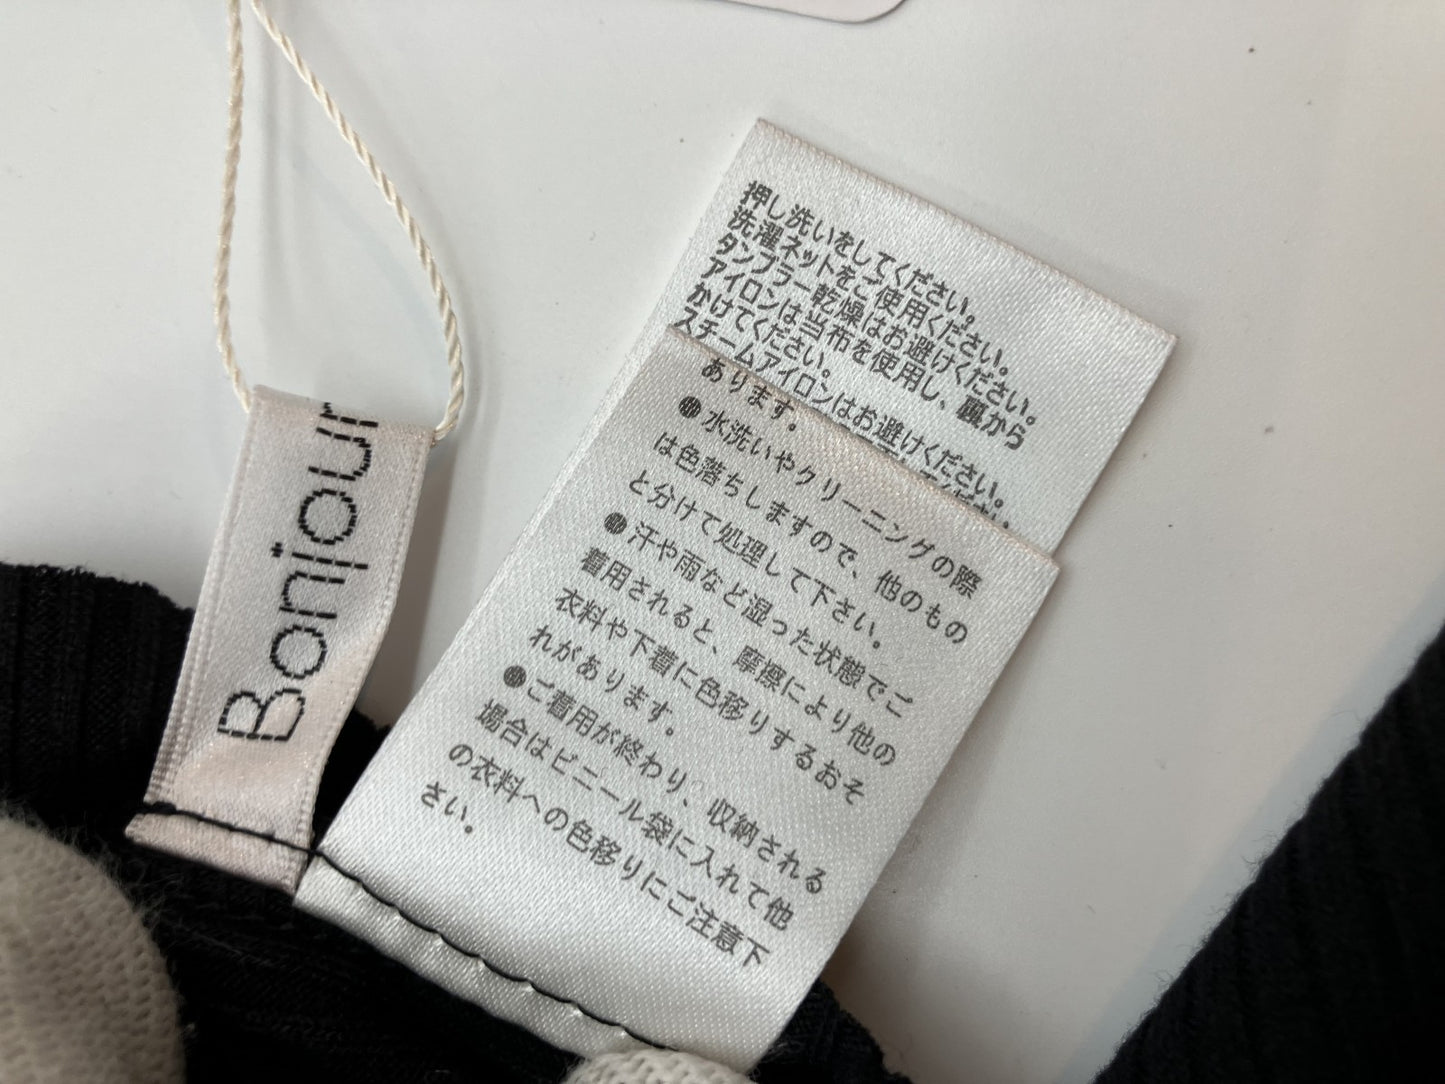 Bonjour
押し洗いをしてください。
洗濯ネットをご使用ください。
タンブラー乾燥はお避けください。
アイロンは当布を使用し、裏から
かけてください。
スチームアイロンはお避けください。
あります。
●水洗いやクリーニングの際
は色落ちしますので、他のもの
と分けて処理して下さい。
●汗や雨など湿った状態でご
着用されると、摩擦により他の
衣料や下着に色移りするおそ
れがあります。
●ご着用が終わり、収納される
場合はビニール袋に入れて他
の衣料への色移りにご注意下
さい。